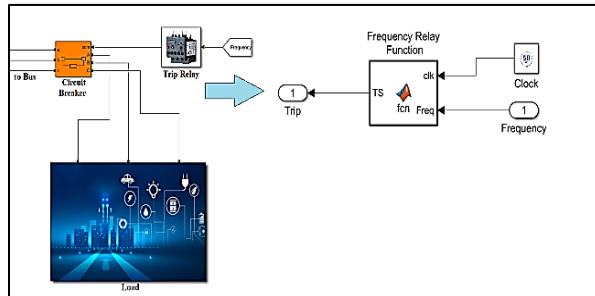 com
Frequency
Trip Relay
to Bus
Circuit
Breaker
Load
Frequency Relay
Function
clk
TS
fcn
Freq
1
Trip
Clock
1
Frequency